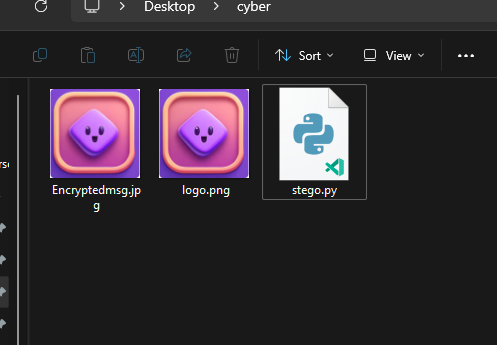 Desktop > cyber
Sort
View
Encryptedmsg.jp
g
logo.png
stego.py